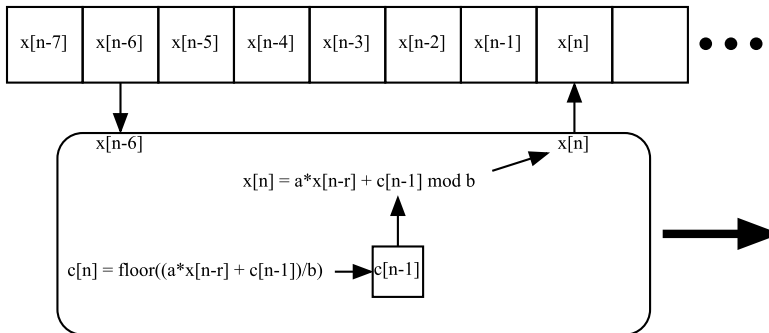 x[n-7] x[n-6] x[n-5] x[n-4] x[n-3] x[n-2] x[n-1] x[n]
x[n-6] x[n]
x[n] = a*x[n-r] + c[n-1] mod b
c[n] = floor((a*x[n-r] + c[n-1])/b) c[n-1]